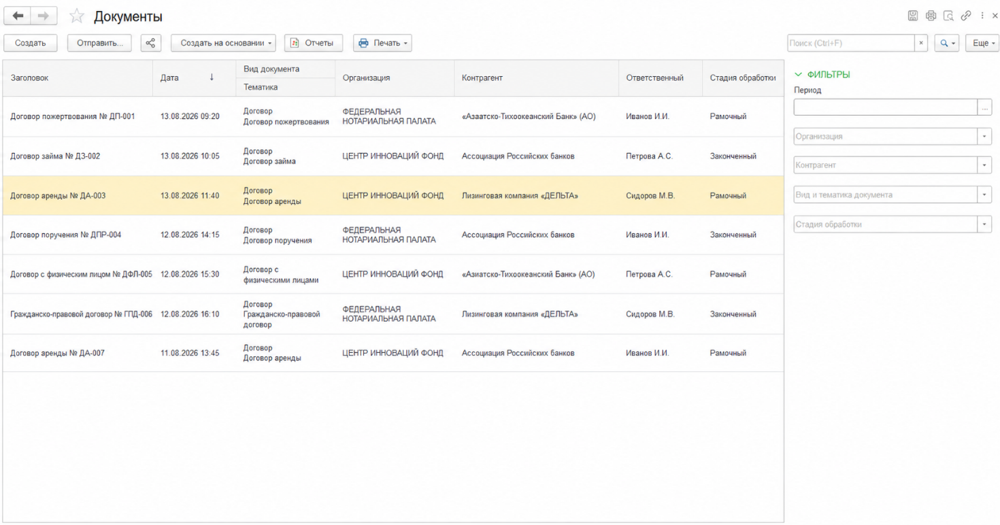 Документы
Создать
Отправить...
Создать на основании
Отчеты
Печать
Поиск (Ctrl+F)
×
Еще
Заголовок
Дата ↓
Вид документа
Тематика
Организация
Контрагент
Ответственный
Стадия обработки
Договор пожертвования № ДП-001
13.08.2026 09:20
Договор
Договор пожертвования
ФЕДЕРАЛЬНАЯ
НОТАРИАЛЬНАЯ ПАЛАТА
«Азаатско-Тихоокеанский Банк» (АО)
Иванов И.И.
Рамочный
Договор займа № ДЗ-002
13.08.2026 10:05
Договор
Договор займа
ЦЕНТР ИННОВАЦИЙ ФОНД
Ассоциация Российских банков
Петрова А.С.
Законченный
Договор аренды № ДА-003
13.08.2026 11:40
Договор
Договор аренды
ЦЕНТР ИННОВАЦИЙ ФОНД
Лизинговая компания «ДЕЛЬТА»
Сидоров М.В.
Рамочный
Договор поручения № ДПР-004
12.08.2026 14:15
Договор
Договор поручения
ФЕДЕРАЛЬНАЯ
НОТАРИАЛЬНАЯ ПАЛАТА
Ассоциация Российских банков
Иванов И.И.
Законченный
Договор с физическим лицом № ДФЛ-005
12.08.2026 15:30
Договор с
физическими лицами
ЦЕНТР ИННОВАЦИЙ ФОНД
«Азиатско-Тихоокеанский Банк» (АО)
Петрова А.С.
Рамочный
Гражданско-правовой договор № ГПД-006
12.08.2026 16:10
Договор
Гражданско-правовой
договор
ФЕДЕРАЛЬНАЯ
НОТАРИАЛЬНАЯ ПАЛАТА
Лизинговая компания «ДЕЛЬТА»
Сидоров М.В.
Законченный
Договор аренды № ДА-007
11.08.2026 13:45
Договор
Договор аренды
ЦЕНТР ИННОВАЦИЙ ФОНД
Ассоциация Российских банков
Иванов И.И.
Рамочный
ФИЛЬТРЫ
Период
...
Организация
Контрагент
Вид и тематика документа
Стадия обработки